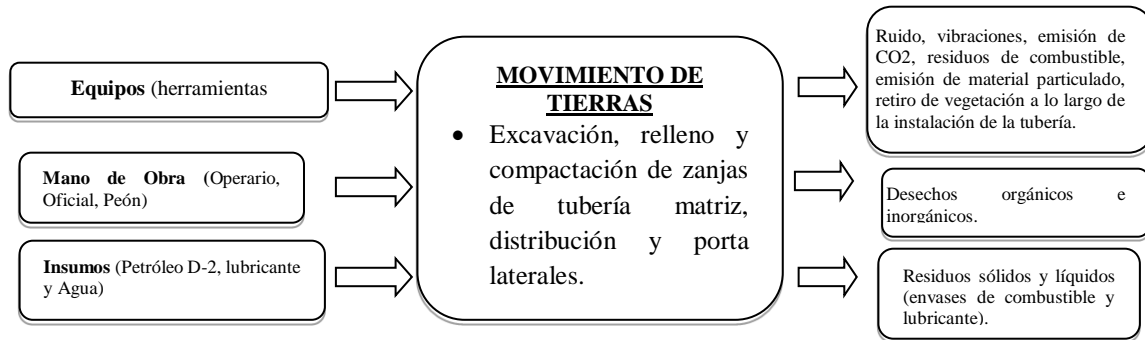 Equipos (herramientas
Mano de Obra (Operario,
Oficial, Peón)
Insumos (Petróleo D-2, lubricante
y Agua)
MOVIMIENTO DE
TIERRAS
• Excavación, relleno y
compactación de zanjas
de tubería matriz,
distribución y porta
laterales.
Ruido, vibraciones, emisión de
CO2, residuos de combustible,
emisión de material particulado,
retiro de vegetación a lo largo de
la instalación de la tubería.
Desechos orgánicos e
inorgánicos.
Residuos sólidos y líquidos
(envases de combustible y
lubricante).